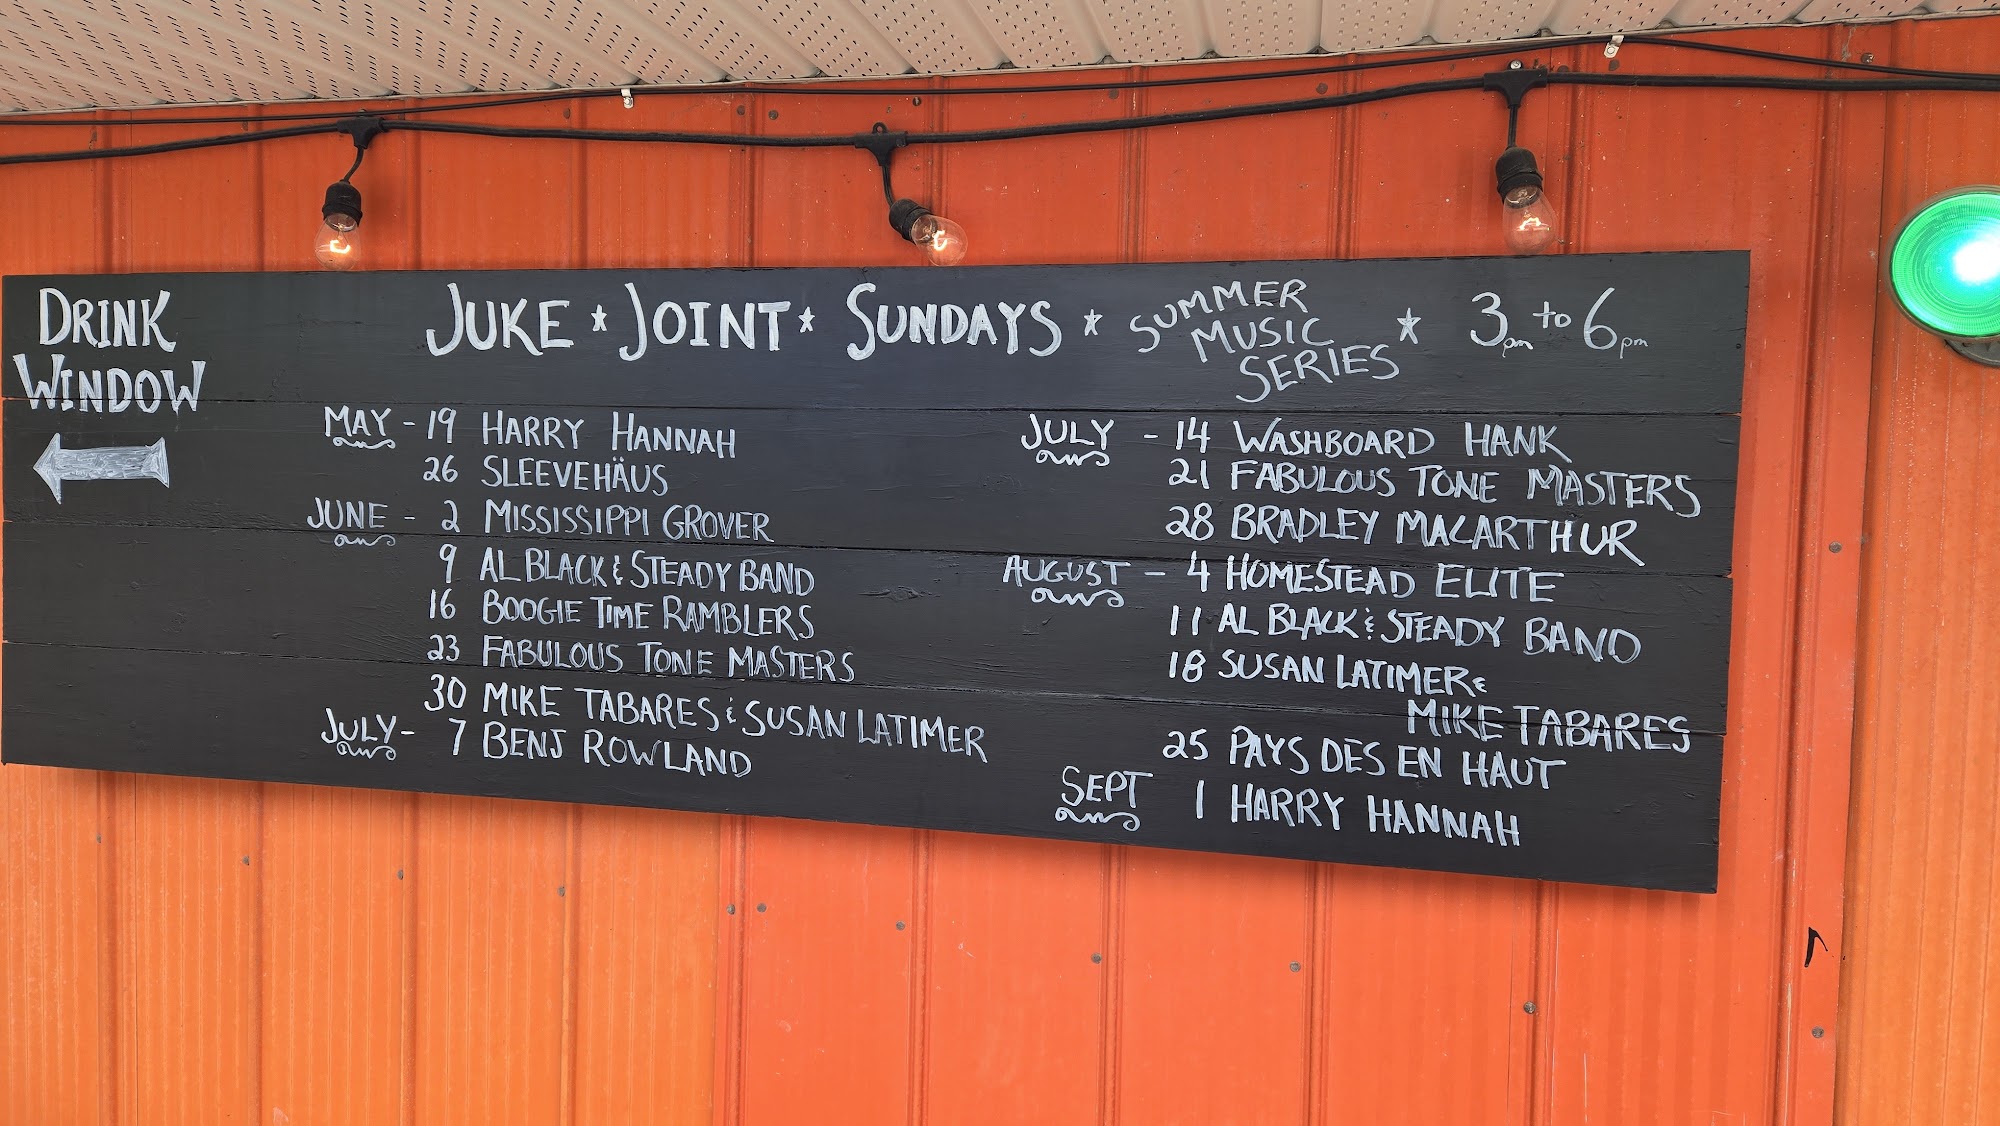 DRINK
WINDOW
JUKE * JOINT * SUNDAYS * SUMMER MUSIC SERIES * 3pm to 6pm
MAY - 19 HARRY HANNAH
26 SLEEVEHÄUS
JUNE - 2 MISSISSIPPI GROVER
9 AL BLACK & STEADY BAND
16 BOOGIE TIME RAMBLERS
23 FABULOUS TONE MASTERS
30 MIKE TABARES & SUSAN LATIMER
JULY - 7 BENJ ROWLAND
JULY - 14 WASHBOARD HANK
21 FABULOUS TONE MASTERS
28 BRADLEY MACARTHUR
AUGUST - 4 HOMESTEAD ELITE
11 AL BLACK & STEADY BAND
18 SUSAN LATIMER &
MIKE TABARES
25 PAYS DES EN HAUT
SEPT 1 HARRY HANNAH